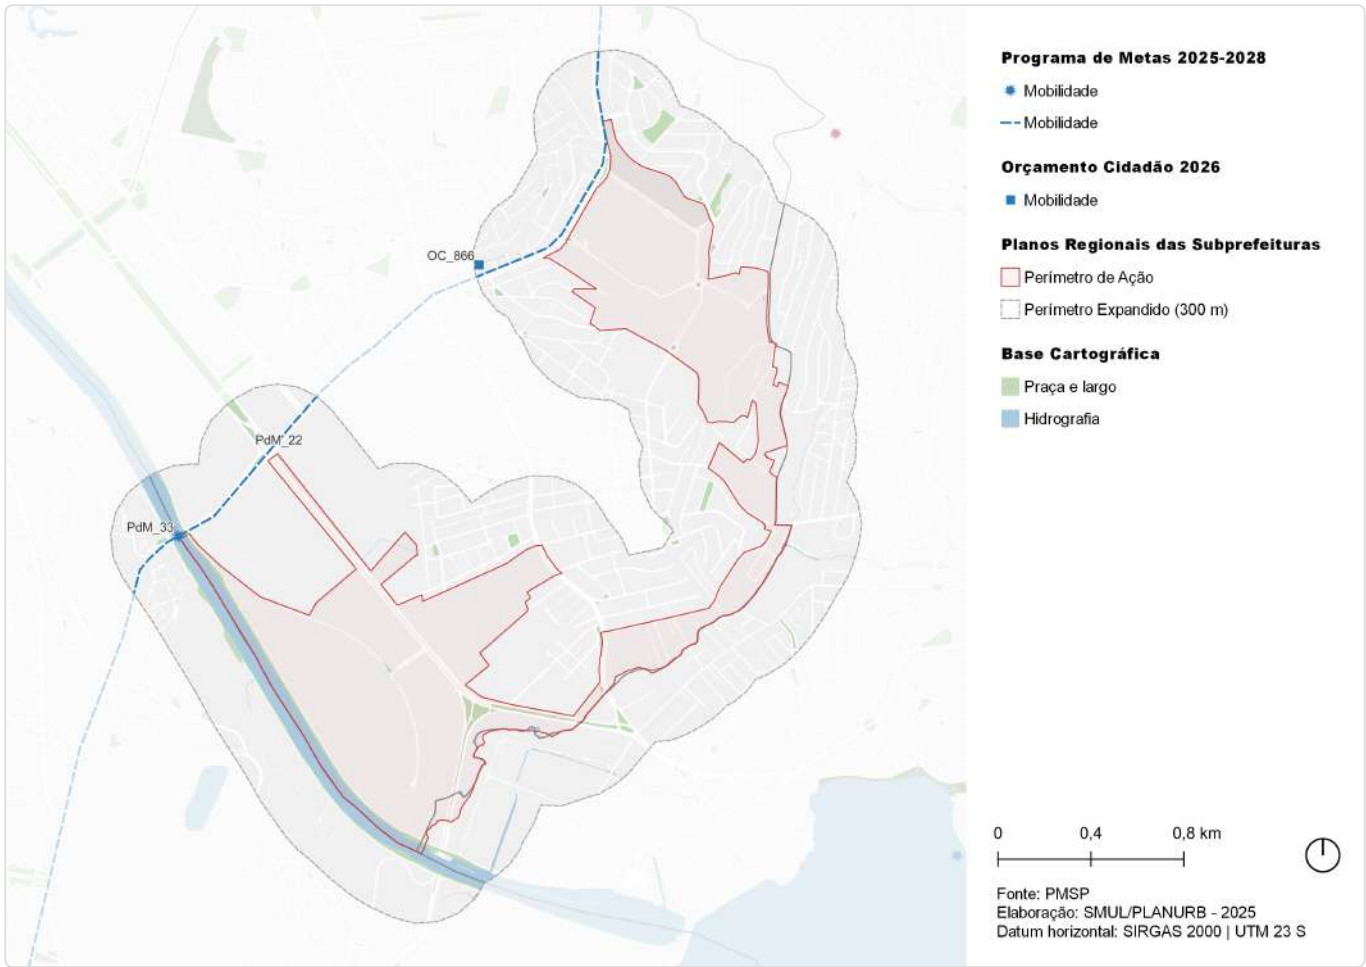 Programa de Metas 2025-2028
Mobilidade
Mobilidade
Orçamento Cidadão 2026
Mobilidade
Planos Regionais das Subprefeituras
Perímetro de Ação
Perímetro Expandido (300 m)
Base Cartográfica
Praça e largo
Hidrografia
OC_866
PdM_22
PdM_33
0 0,4 0,8 km
Fonte: PMSP
Elaboração: SMUL/PLANURB - 2025
Datum horizontal: SIRGAS 2000 | UTM 23 S